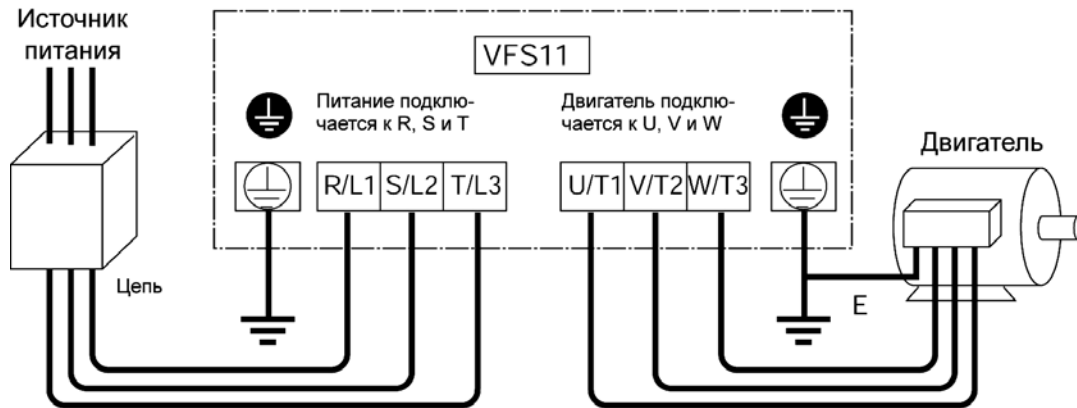 Источник
питания
VFS11
Питание подклю-
чается к R, S и T
Двигатель подклю-
чается к U, V и W
Двигатель
R/L1 S/L2 T/L3
U/T1 V/T2 W/T3
Цепь
E